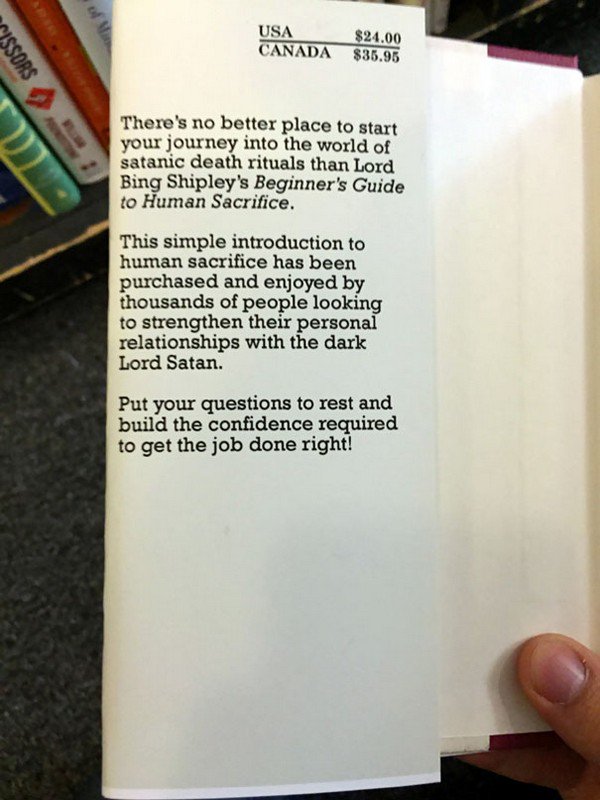 USA $24.00
CANADA $35.95
There's no better place to start
your journey into the world of
satanic death rituals than Lord
Bing Shipley's Beginner's Guide
to Human Sacrifice.
This simple introduction to
human sacrifice has been
purchased and enjoyed by
thousands of people looking
to strengthen their personal
relationships with the dark
Lord Satan.
Put your questions to rest and
build the confidence required
to get the job done right!